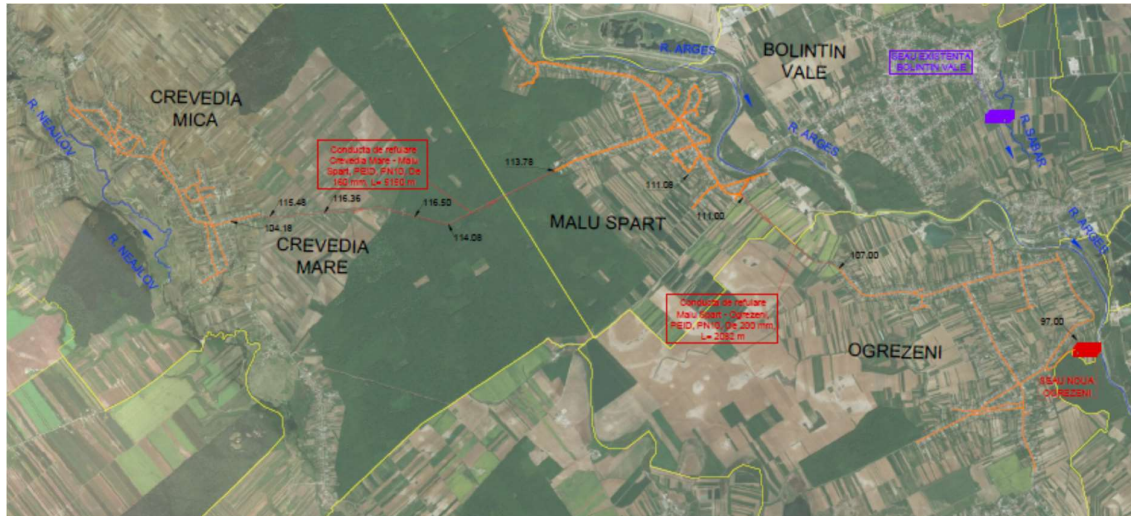 R. ARGES
BOLINTIN
VALE
SEAU EXISTENTA
BOLINTIN VALE
CREVEDIA
MICA
R. NEAJLOV
R. SABAR
R. ARGES
Conducta de refulare
Crevedia Mare - Malu
Spart, PEID, PN10, De
160 mm, L= 5150 m
113.76
111.09
115.48
116.36
116.50
111.00
104.18
114.08
MALU SPART
CREVEDIA
MARE
R. NEAJLOV
R. ARGES
107.00
Conducta de refulare
Malu Spart - Ogrezeni,
PEID, PN10, De 200 mm,
L= 2092 m
97.00
OGREZENI
SEAU NOUA
OGREZENI